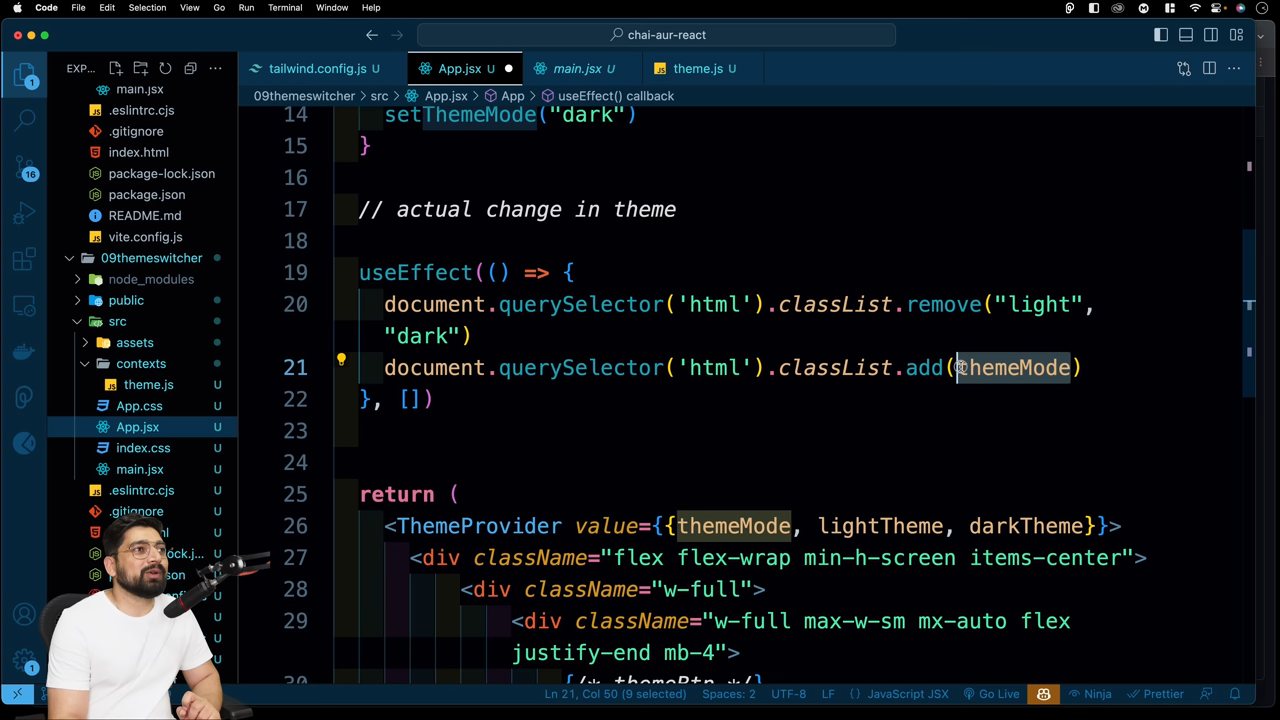 Code File Edit Selection View Go Run Terminal Window Help
chai-aur-react
EXP... tailwind.config.js U App.jsx U main.jsx U theme.js U
09themeswitcher > src > App.jsx > App > useEffect() callback
main.jsx U
.eslintrc.cjs
.gitignore
index.html
package-lock.json
package.json
README.md
vite.config.js
09themeswitcher
node_modules
public
src
assets
contexts
theme.js U
App.css U
App.jsx U
index.css U
main.jsx U
.eslintrc.cjs U
.gitignore U
1
16
1
14 setThemeMode("dark")
15 }
16
17 // actual change in theme
18
19 useEffect(() => {
20 document.querySelector('html').classList.remove("light",
"dark")
21 document.querySelector('html').classList.add(themeMode)
22 }, [])
23
24
25 return (
26 <ThemeProvider value={{themeMode, lightTheme, darkTheme}}>
27 <div className="flex flex-wrap min-h-screen items-center">
28 <div className="w-full">
29 <div className="w-full max-w-sm mx-auto flex
justify-end mb-4">
30 {/* themeBtn */}
Ln 21, Col 50 (9 selected) Spaces: 2 UTF-8 LF {} JavaScript JSX Go Live Ninja Prettier